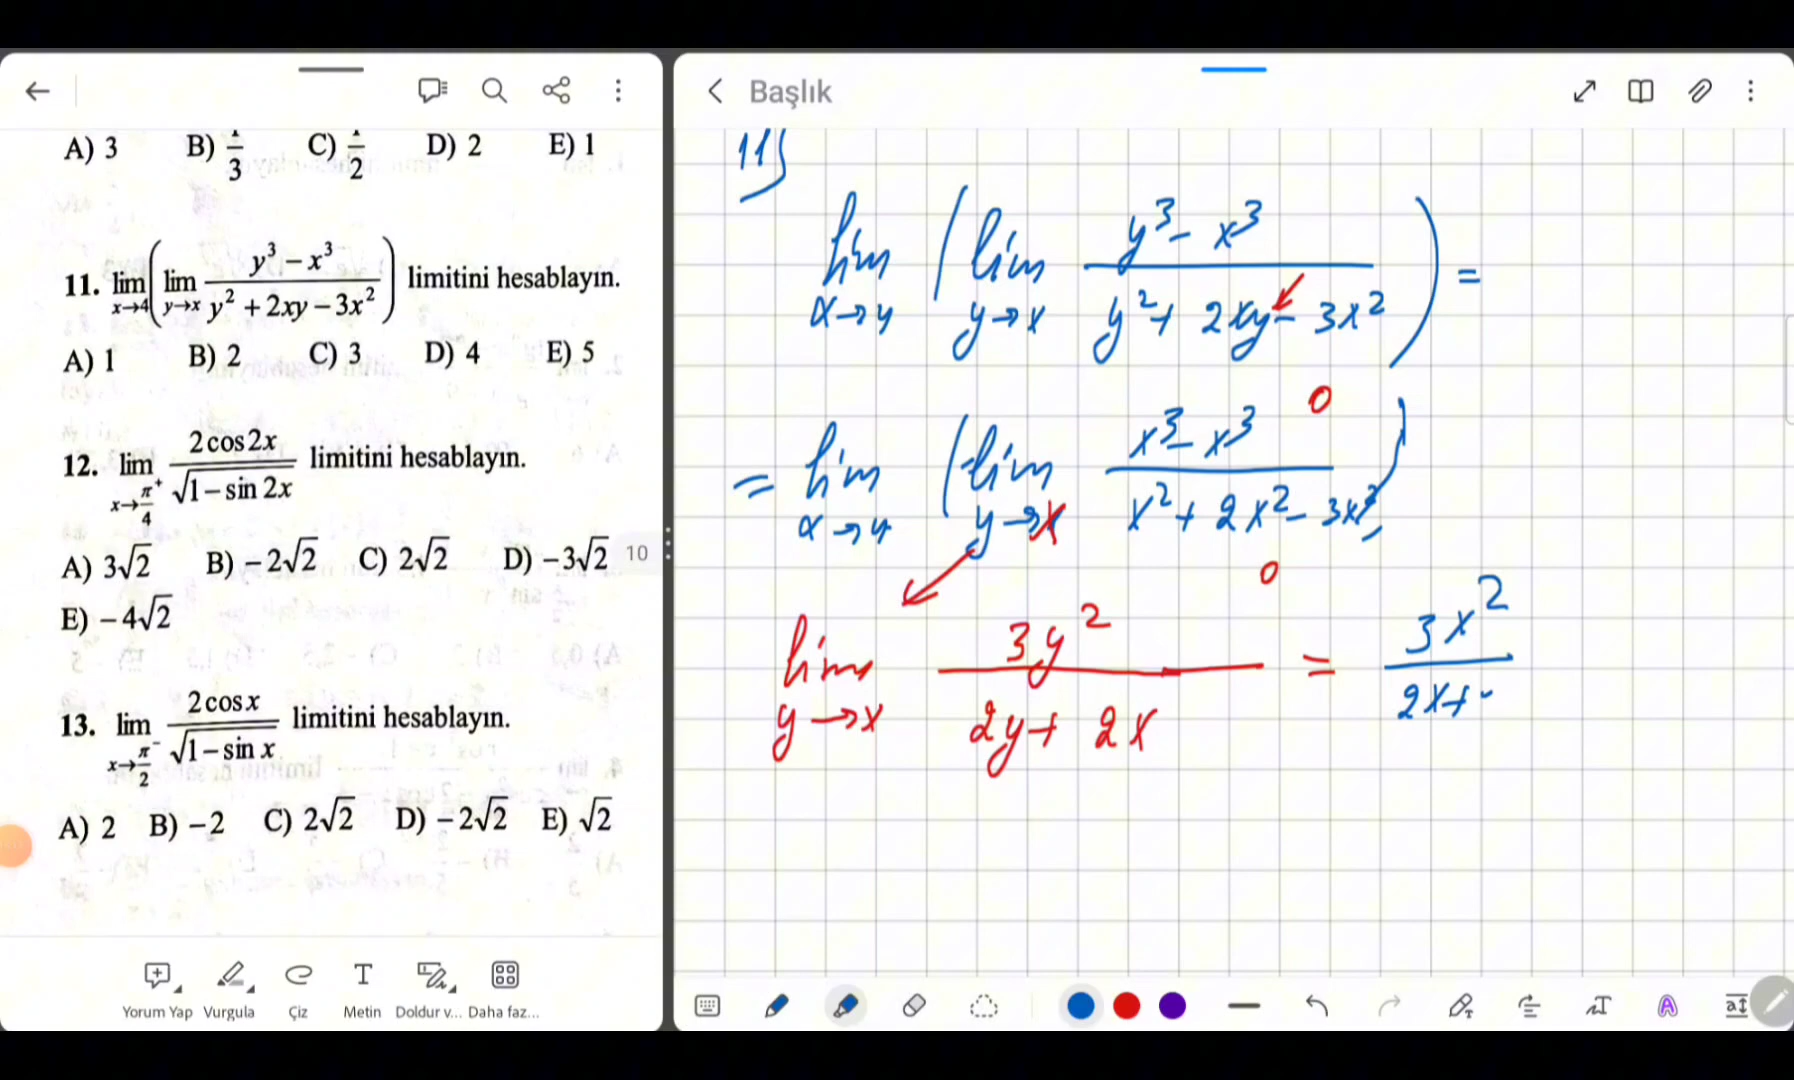 A) 3 B) 1/3 C) 1/2 D) 2 E) 1
11. lim x→4 ( lim y→x (y³ − x³)/(y² + 2xy − 3x²) ) limitini hesablayın.
A) 1 B) 2 C) 3 D) 4 E) 5
12. lim x→π/4⁺ 2cos2x/√(1−sin 2x) limitini hesablayın.
A) 3√2 B) −2√2 C) 2√2 D) −3√2
E) −4√2
10
13. lim x→π/2⁻ 2cosx/√(1−sin x) limitini hesablayın.
A) 2 B) −2 C) 2√2 D) −2√2 E) √2
Yorum Yap Vurgula Çiz Metin Doldur v... Daha faz...
Başlık
11)
lim x→4 ( lim y→x (y³ − x³)/(y² + 2xy − 3x²) ) =
= lim x→4 ( lim y→x (x³ − x³)/(x² + 2x² − 3x²) )
0
0
lim y→x 3y²/(2y + 2x) = 3x²/(2x+